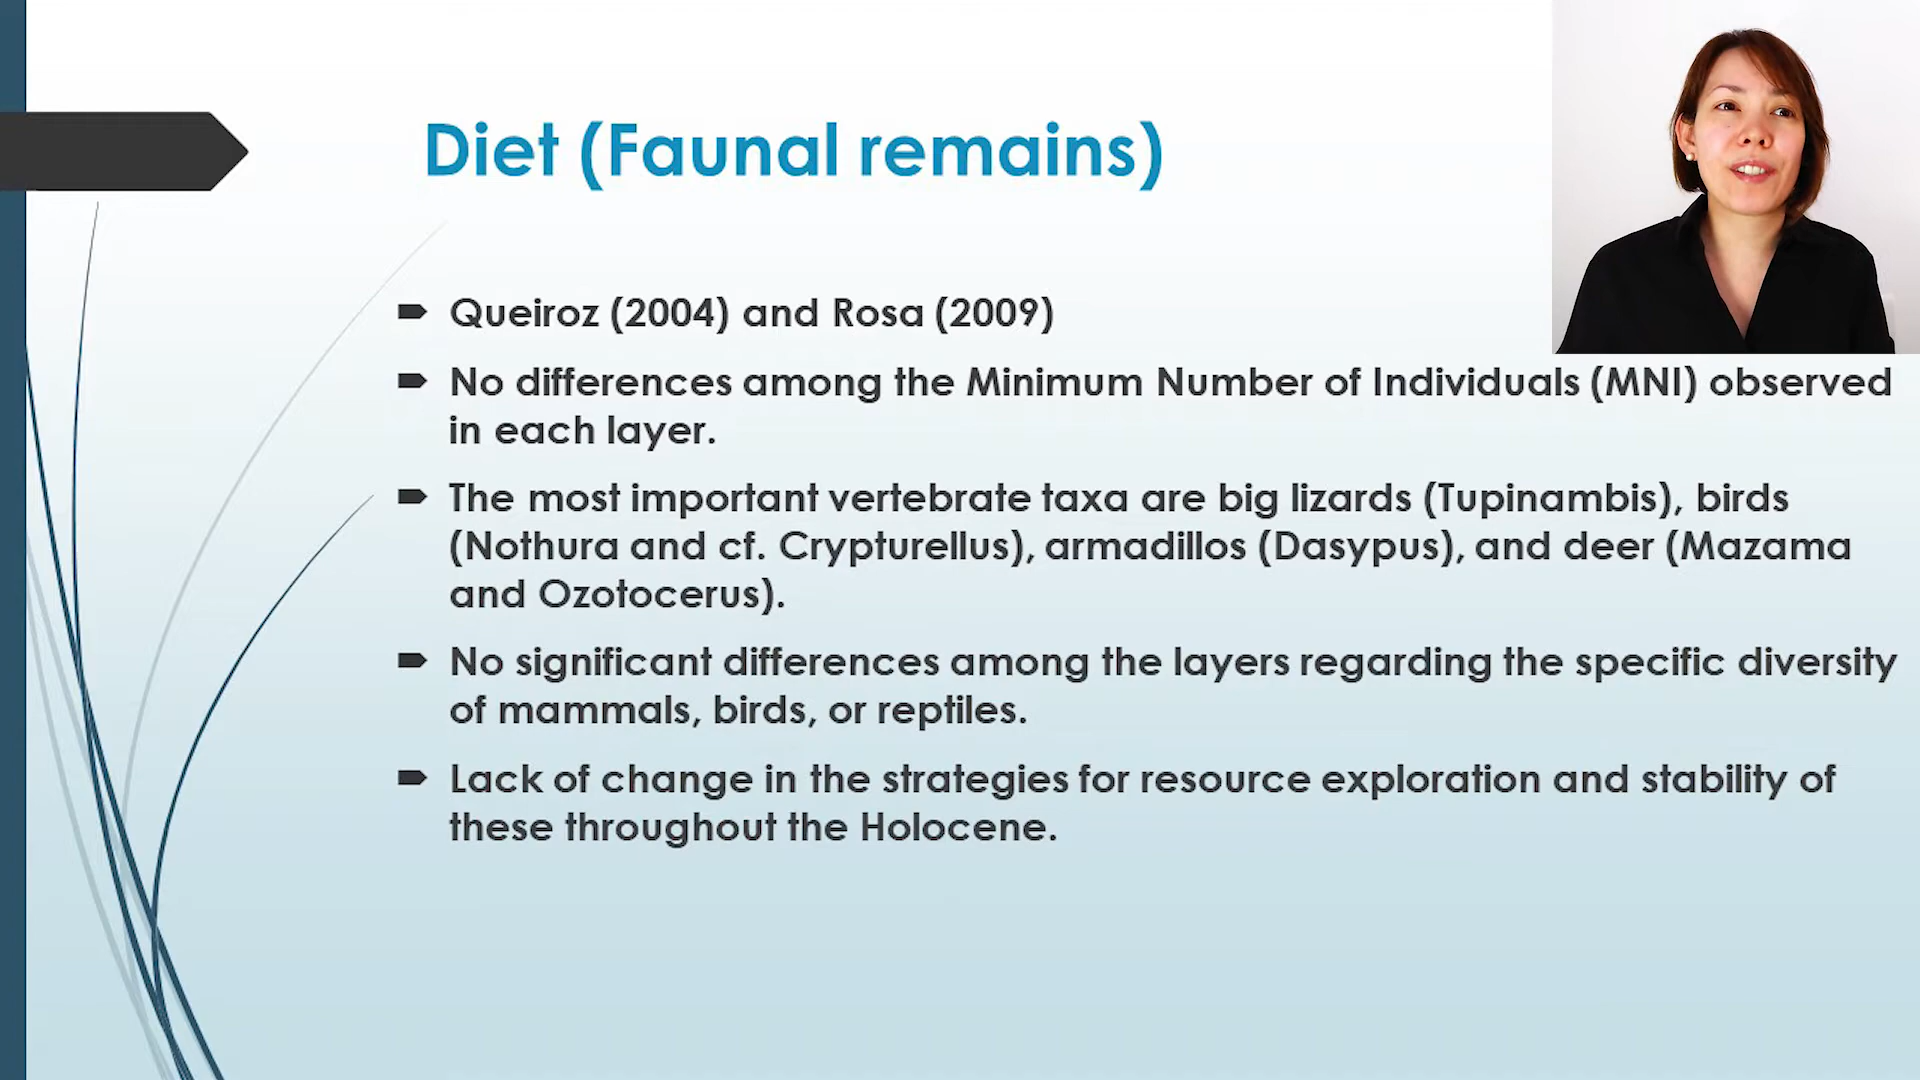 Diet (Faunal remains)
Queiroz (2004) and Rosa (2009)
No differences among the Minimum Number of Individuals (MNI) observed
in each layer.
The most important vertebrate taxa are big lizards (Tupinambis), birds
(Nothura and cf. Crypturellus), armadillos (Dasypus), and deer (Mazama
and Ozotocerus).
No significant differences among the layers regarding the specific diversity
of mammals, birds, or reptiles.
Lack of change in the strategies for resource exploration and stability of
these throughout the Holocene.